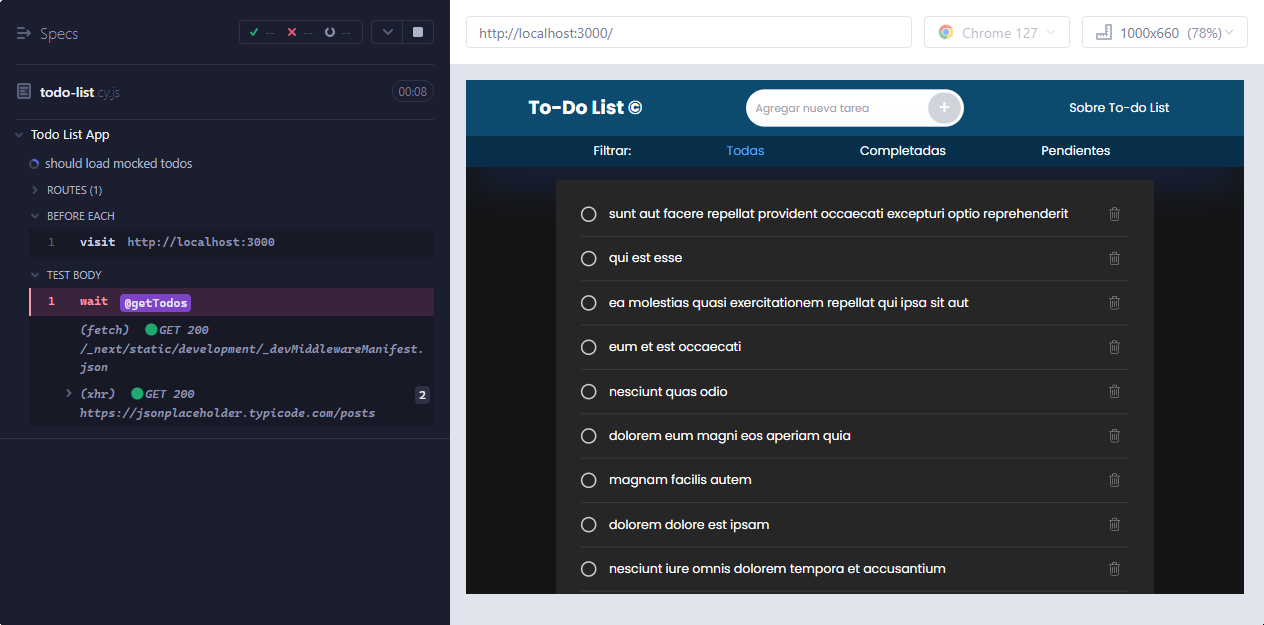 Specs
-- -- --
todo-list cy.js
00:08
Todo List App
should load mocked todos
ROUTES (1)
BEFORE EACH
1 visit http://localhost:3000
TEST BODY
1 wait @getTodos
(fetch) GET 200
/_next/static/development/_devMiddlewareManifest.
json
(xhr) GET 200
2
https://jsonplaceholder.typicode.com/posts
http://localhost:3000/
Chrome 127
1000x660 (78%)
To-Do List ©
Agregar nueva tarea
+
Sobre To-do List
Filtrar:
Todas
Completadas
Pendientes
sunt aut facere repellat provident occaecati excepturi optio reprehenderit
qui est esse
ea molestias quasi exercitationem repellat qui ipsa sit aut
eum et est occaecati
nesciunt quas odio
dolorem eum magni eos aperiam quia
magnam facilis autem
dolorem dolore est ipsam
nesciunt iure omnis dolorem tempora et accusantium